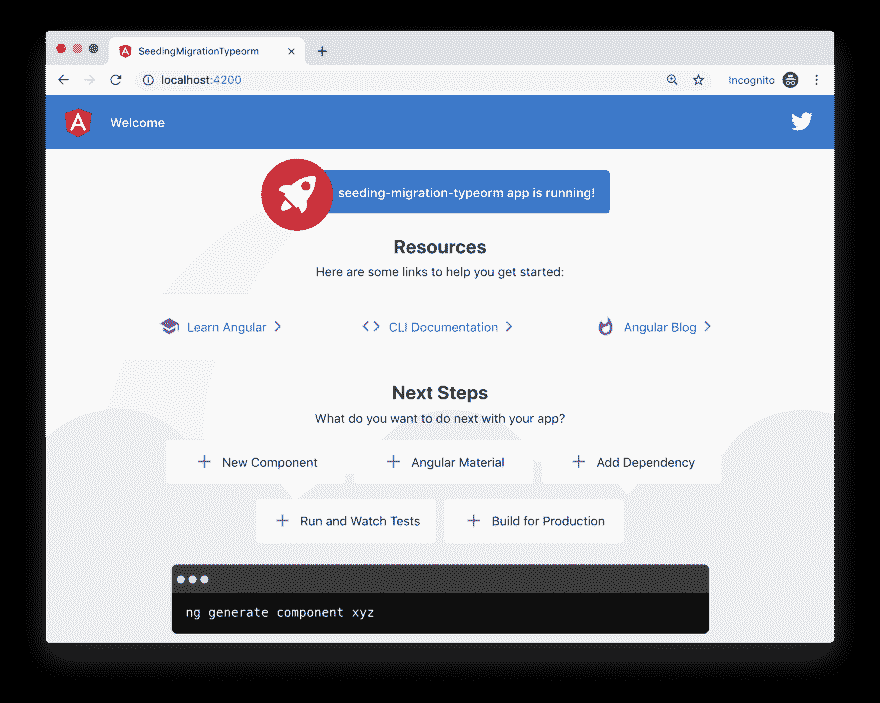 SeedingMigrationTypeorm
localhost:4200
Incognito
Welcome
seeding-migration-typeorm app is running!
Resources
Here are some links to help you get started:
Learn Angular
CLI Documentation
Angular Blog
Next Steps
What do you want to do next with your app?
New Component
Angular Material
Add Dependency
Run and Watch Tests
Build for Production
ng generate component xyz